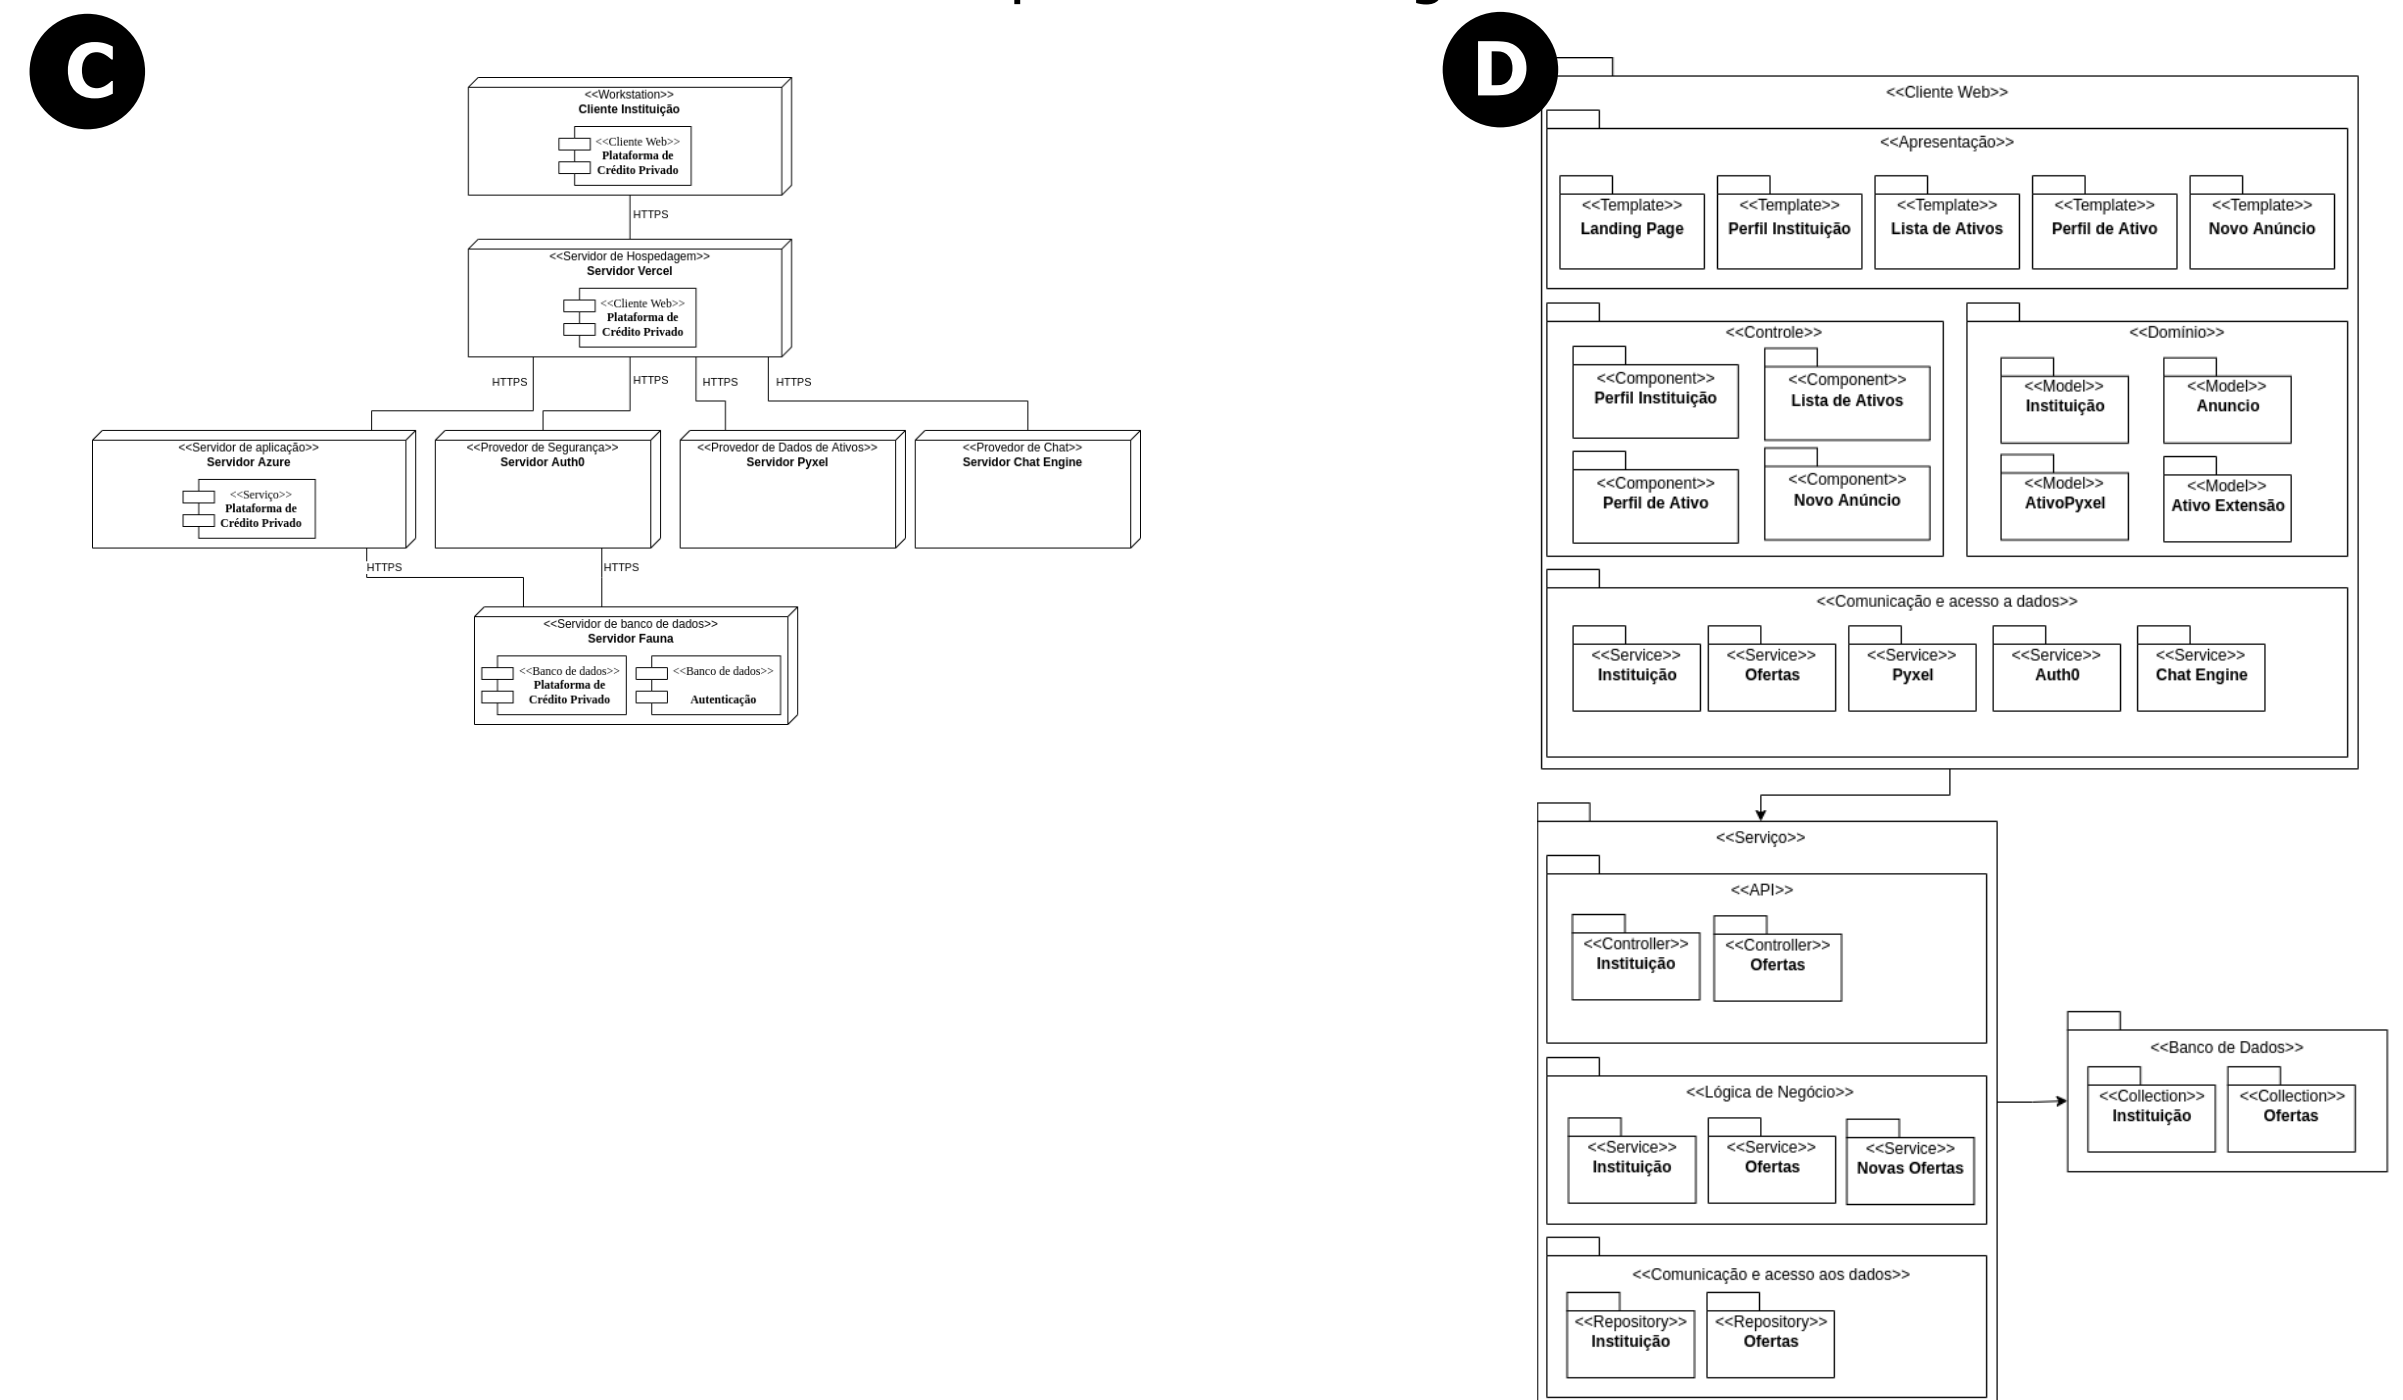 C
<<Workstation>>
Cliente Instituição
<<Cliente Web>>
Plataforma de
Crédito Privado
HTTPS
<<Servidor de Hospedagem>>
Servidor Vercel
<<Cliente Web>>
Plataforma de
Crédito Privado
HTTPS
HTTPS
HTTPS
HTTPS
<<Servidor de aplicação>>
Servidor Azure
<<Serviço>>
Plataforma de
Crédito Privado
<<Provedor de Segurança>>
Servidor Auth0
<<Provedor de Dados de Ativos>>
Servidor Pyxel
<<Provedor de Chat>>
Servidor Chat Engine
HTTPS
HTTPS
<<Servidor de banco de dados>>
Servidor Fauna
<<Banco de dados>>
Plataforma de
Crédito Privado
<<Banco de dados>>
Autenticação
D
<<Cliente Web>>
<<Apresentação>>
<<Template>>
Landing Page
<<Template>>
Perfil Instituição
<<Template>>
Lista de Ativos
<<Template>>
Perfil de Ativo
<<Template>>
Novo Anúncio
<<Controle>>
<<Component>>
Perfil Instituição
<<Component>>
Lista de Ativos
<<Component>>
Perfil de Ativo
<<Component>>
Novo Anúncio
<<Domínio>>
<<Model>>
Instituição
<<Model>>
Anuncio
<<Model>>
AtivoPyxel
<<Model>>
Ativo Extensão
<<Comunicação e acesso a dados>>
<<Service>>
Instituição
<<Service>>
Ofertas
<<Service>>
Pyxel
<<Service>>
Auth0
<<Service>>
Chat Engine
<<Serviço>>
<<API>>
<<Controller>>
Instituição
<<Controller>>
Ofertas
<<Lógica de Negócio>>
<<Service>>
Instituição
<<Service>>
Ofertas
<<Service>>
Novas Ofertas
<<Comunicação e acesso aos dados>>
<<Repository>>
Instituição
<<Repository>>
Ofertas
<<Banco de Dados>>
<<Collection>>
Instituição
<<Collection>>
Ofertas